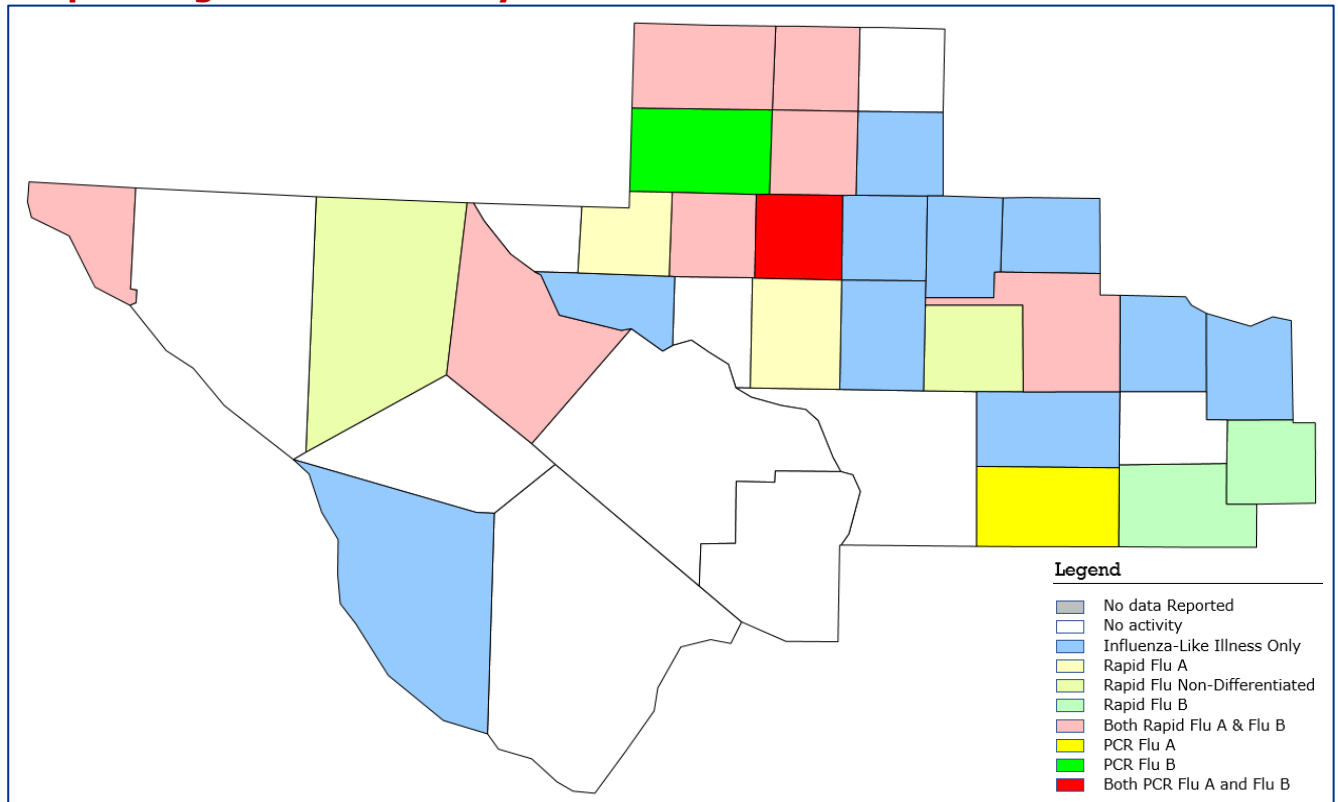 Legend
No data Reported
No activity
Influenza-Like Illness Only
Rapid Flu A
Rapid Flu Non-Differentiated
Rapid Flu B
Both Rapid Flu A & Flu B
PCR Flu A
PCR Flu B
Both PCR Flu A and Flu B